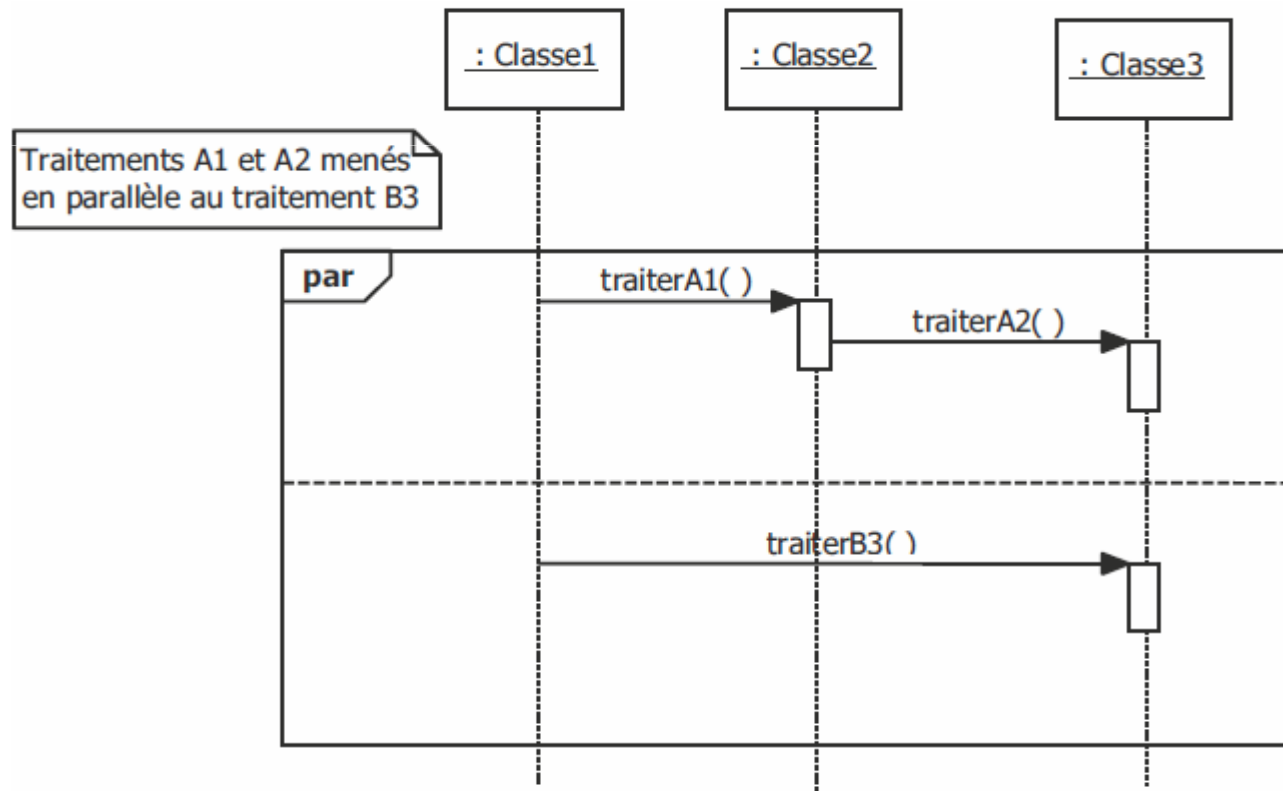 : Classe1
: Classe2
: Classe3
Traitements A1 et A2 menés
en parallèle au traitement B3
par
traiterA1( )
traiterA2( )
traiterB3( )